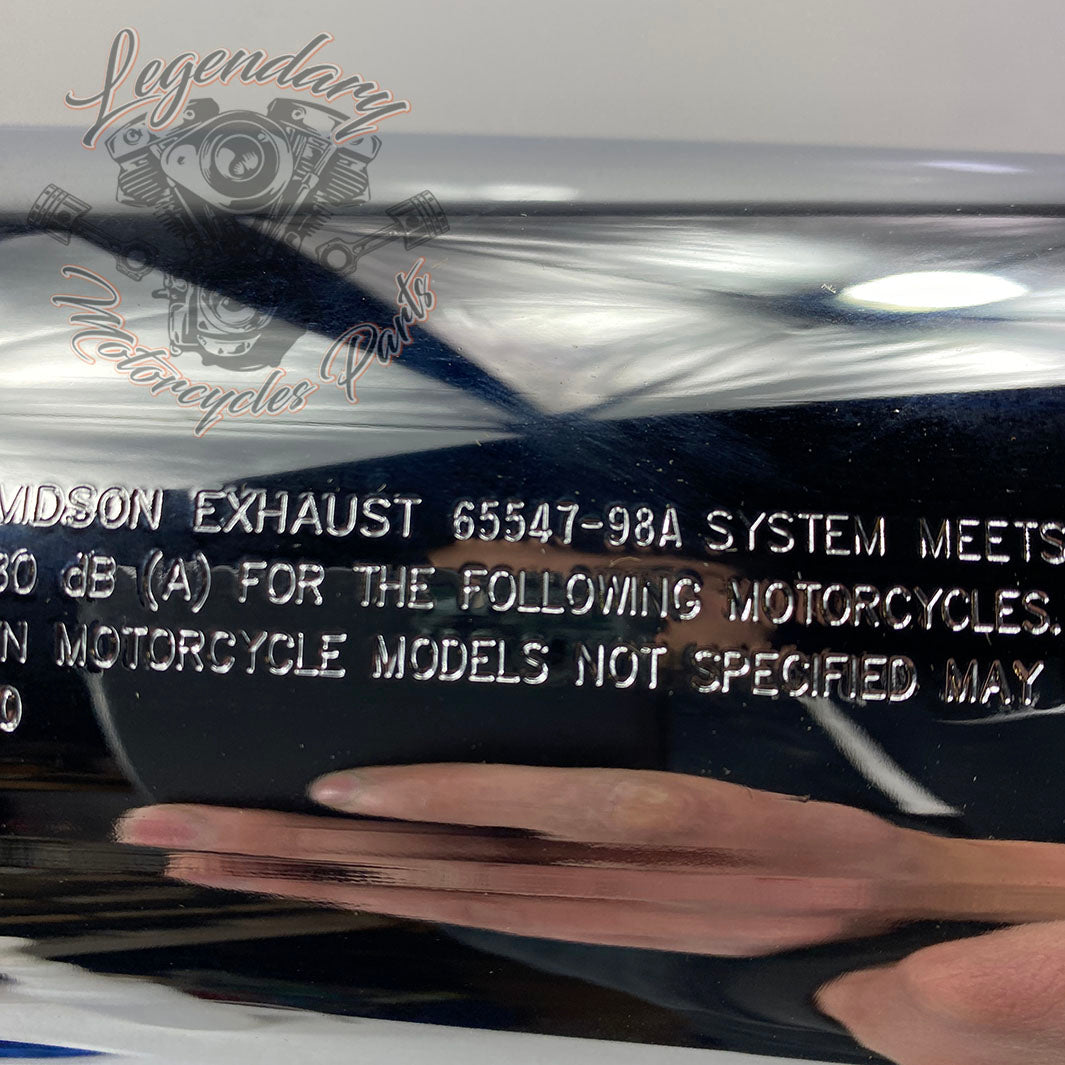 Legendary
Motorcycles Parts
VIDSON EXHAUST 65547-98A SYSTEM MEETS
80 dB (A) FOR THE FOLLOWING MOTORCYCLES.
N MOTORCYCLE MODELS NOT SPECIFIED MAY
0